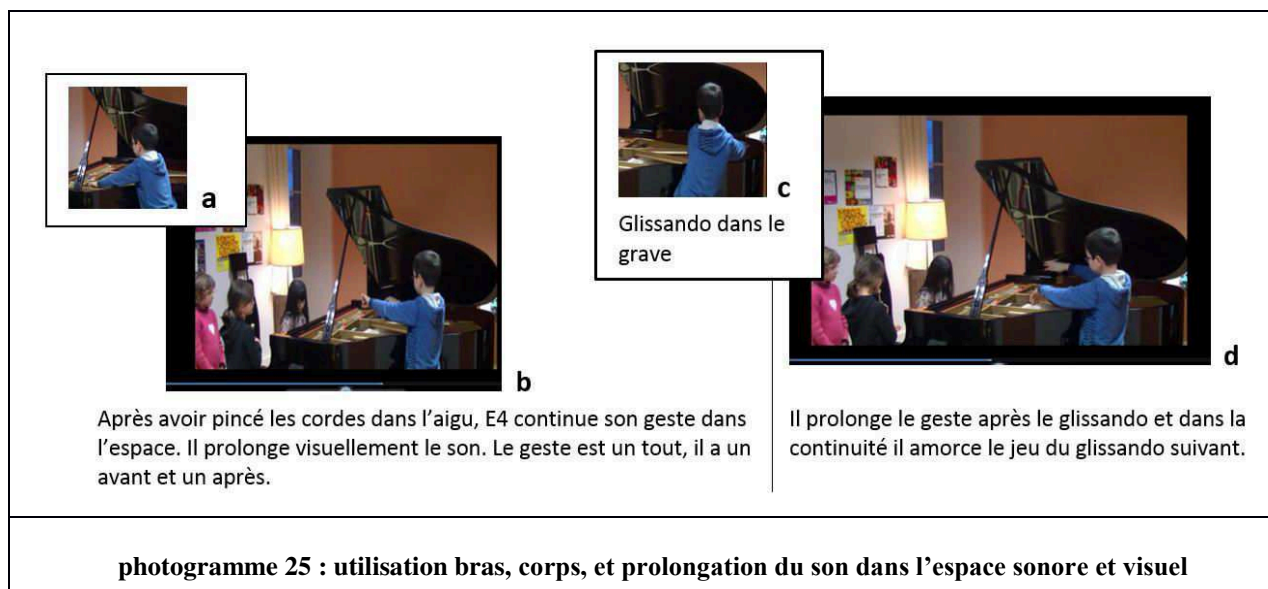 a
b
Après avoir pincé les cordes dans l’aigu, E4 continue son geste dans
l’espace. Il prolonge visuellement le son. Le geste est un tout, il a un
avant et un après.
c
Glissando dans le
grave
d
Il prolonge le geste après le glissando et dans la
continuité il amorce le jeu du glissando suivant.
photogramme 25 : utilisation bras, corps, et prolongation du son dans l’espace sonore et visuel